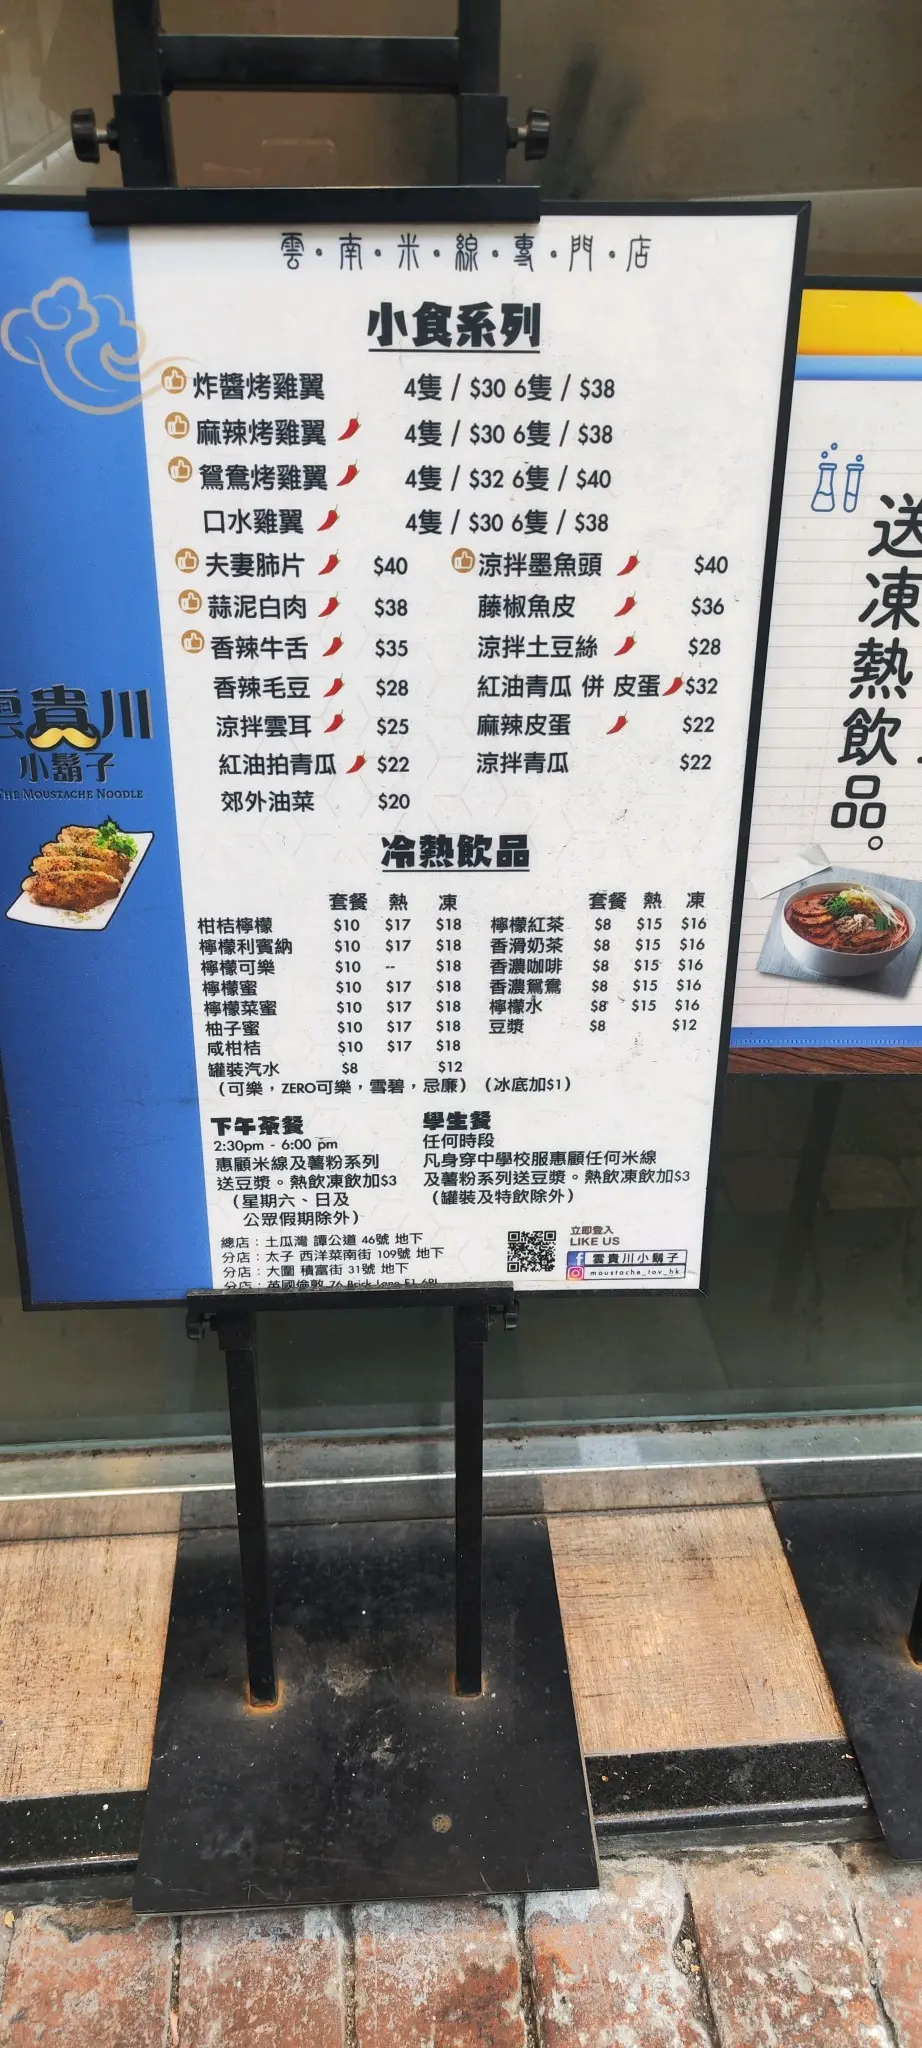 雲・南・米・線・專・門・店
小食系列
炸醬烤雞翼 4隻 / $30 6隻 / $38
麻辣烤雞翼 4隻 / $30 6隻 / $38
鴛鴦烤雞翼 4隻 / $32 6隻 / $40
口水雞翼 4隻 / $30 6隻 / $38
夫妻肺片 $40 涼拌墨魚頭 $40
蒜泥白肉 $38 藤椒魚皮 $36
香辣牛舌 $35 涼拌土豆絲 $28
香辣毛豆 $28 紅油青瓜 併 皮蛋 $32
涼拌雲耳 $25 麻辣皮蛋 $22
紅油拍青瓜 $22 涼拌青瓜 $22
郊外油菜 $20
冷熱飲品
套餐 熱 凍 套餐 熱 凍
柑桔檸檬 $10 $17 $18 檸檬紅茶 $8 $15 $16
檸檬利賓納 $10 $17 $18 香滑奶茶 $8 $15 $16
檸檬可樂 $10 -- $18 香濃咖啡 $8 $15 $16
檸檬蜜 $10 $17 $18 香濃鴛鴦 $8 $15 $16
檸檬菜蜜 $10 $17 $18 檸檬水 $8 $15 $16
柚子蜜 $10 $17 $18 豆漿 $8 $12
咸柑桔 $10 $17 $18
罐裝汽水 $8 $12
（可樂，ZERO可樂，雪碧，忌廉）（冰底加$1）
下午茶餐
2:30pm - 6:00 pm
惠顧米線及薯粉系列
送豆漿。熱飲凍飲加$3
（星期六、日及
公眾假期除外）
學生餐
任何時段
凡身穿中學校服惠顧任何米線
及薯粉系列送豆漿。熱飲凍飲加$3
（罐裝及特飲除外）
總店：土瓜灣 譚公道 46號 地下
分店：太子 西洋菜南街 109號 地下
分店：大圍 積富街 31號 地下
分店：英國倫敦 76 Brick Lane E1 6RL
立即登入
LIKE US
雲貴川小鬍子
moustache_tov_hk
雲貴川
小鬍子
THE MOUSTACHE NOODLE
送
凍熱飲品。